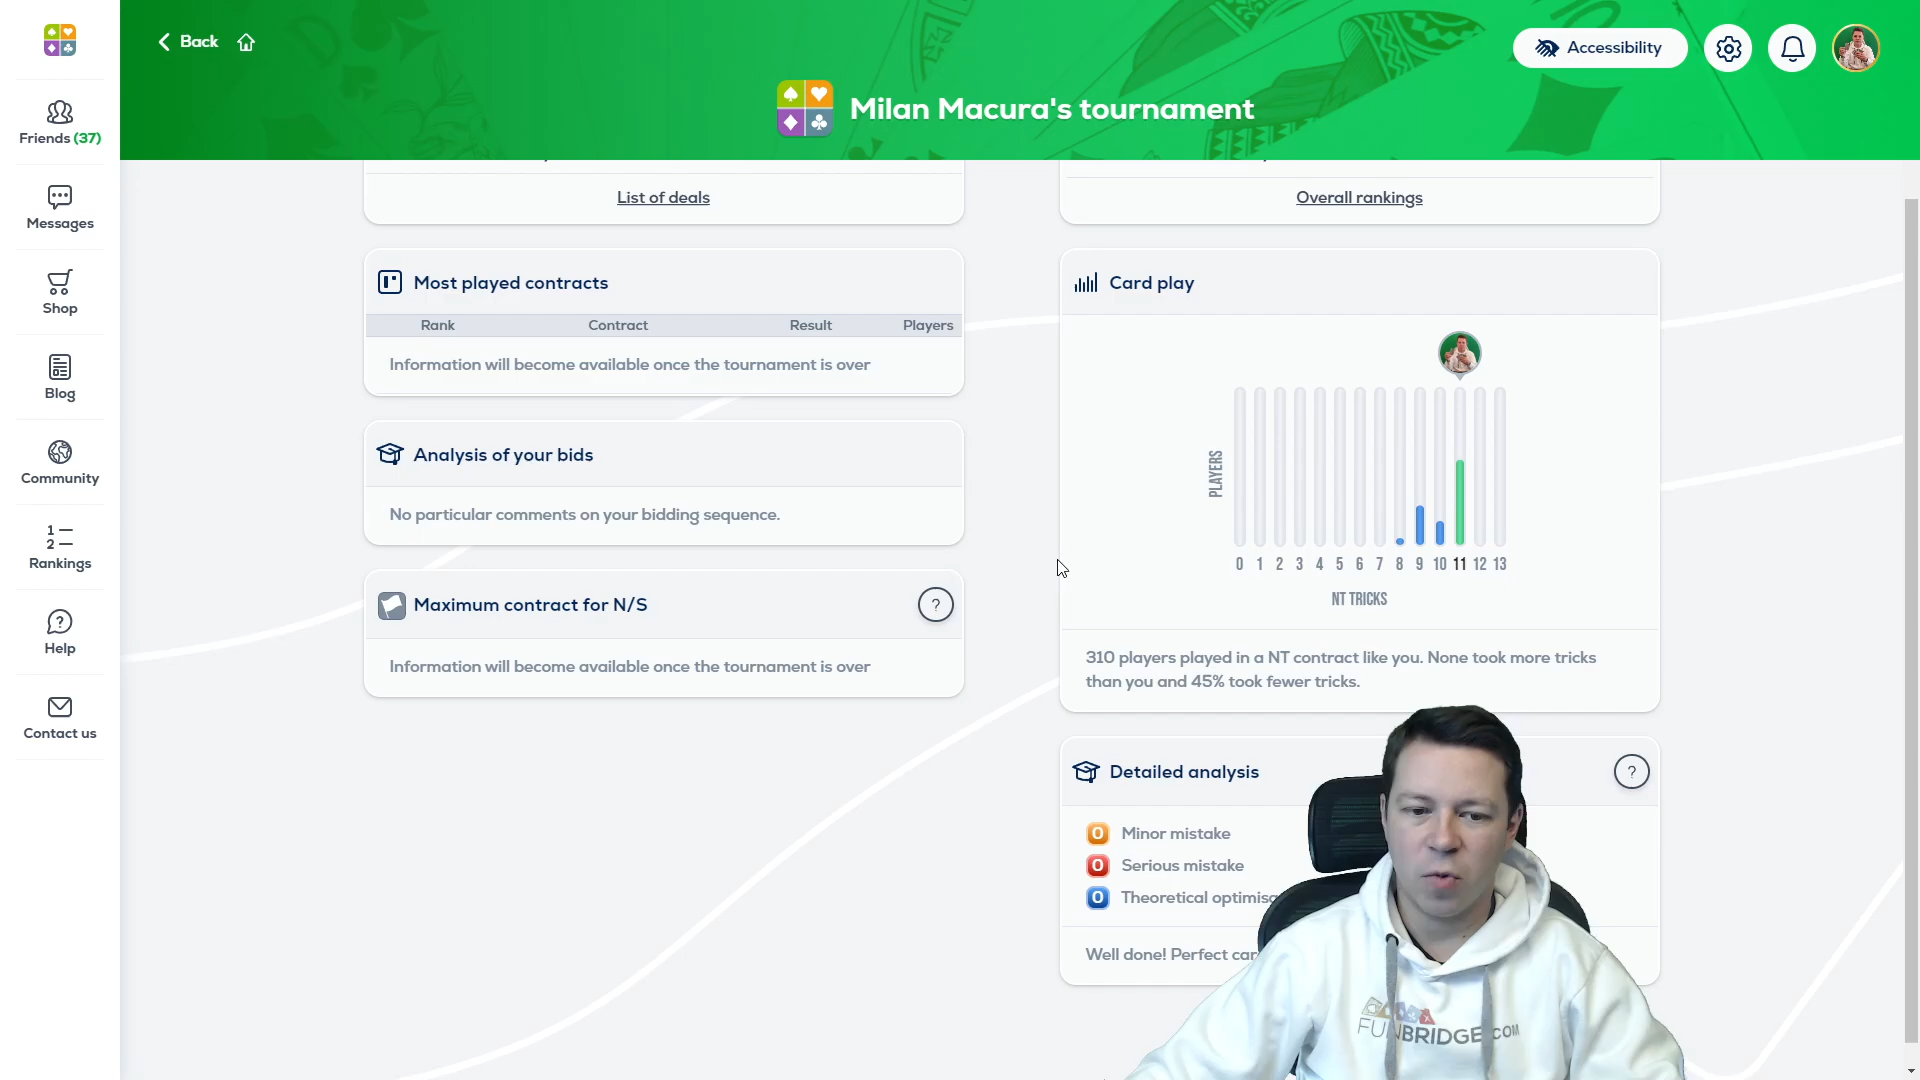 Back
Accessibility
Milan Macura's tournament
Friends (37)
Messages
Shop
Blog
Community
1
2
Rankings
Help
Contact us
List of deals
Most played contracts
Rank Contract Result Players
Information will become available once the tournament is over
Analysis of your bids
No particular comments on your bidding sequence.
Maximum contract for N/S ?
Information will become available once the tournament is over
Overall rankings
Card play
PLAYERS
0 1 2 3 4 5 6 7 8 9 10 11 12 13
NT TRICKS
310 players played in a NT contract like you. None took more tricks
than you and 45% took fewer tricks.
Detailed analysis ?
0 Minor mistake
0 Serious mistake
0 Theoretical
Well done! Perfect
FUNBRIDGE.COM